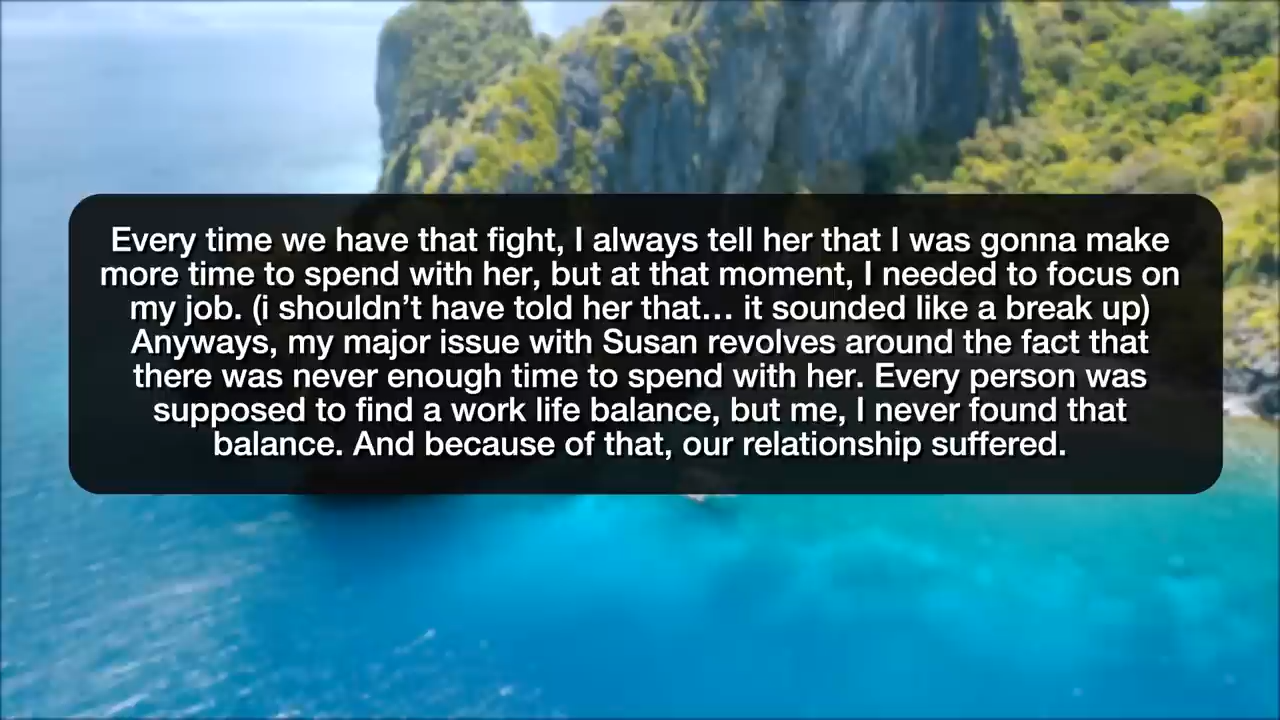 Every time we have that fight, I always tell her that I was gonna make
more time to spend with her, but at that moment, I needed to focus on
my job. (i shouldn’t have told her that... it sounded like a break up)
Anyways, my major issue with Susan revolves around the fact that
there was never enough time to spend with her. Every person was
supposed to find a work life balance, but me, I never found that
balance. And because of that, our relationship suffered.